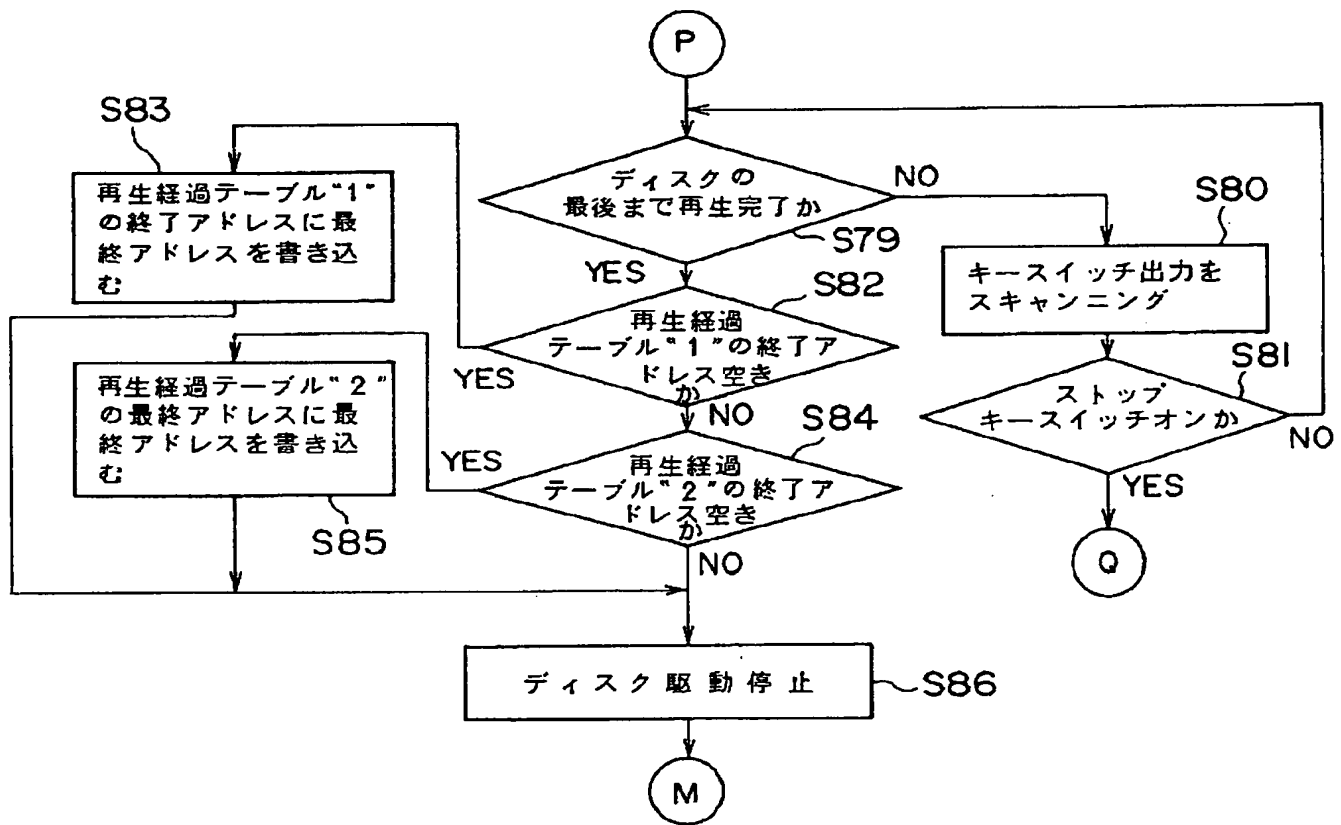 P
S83
再生経過テーブル“1”
の終了アドレスに最
終アドレスを書き込
む
ディスクの
最後まで再生完了か
NO
S79
YES
S80
キースイッチ出力を
スキャンニング
S82
再生経過
テーブル“1”の終了ア
ドレス空き
か
YES
NO
S81
ストップ
キースイッチオンか
NO
YES
Q
再生経過テーブル“2”
の最終アドレスに最
終アドレスを書き込
む
S85
S84
再生経過
テーブル“2”の終了ア
ドレス空き
か
YES
NO
ディスク駆動停止
S86
M